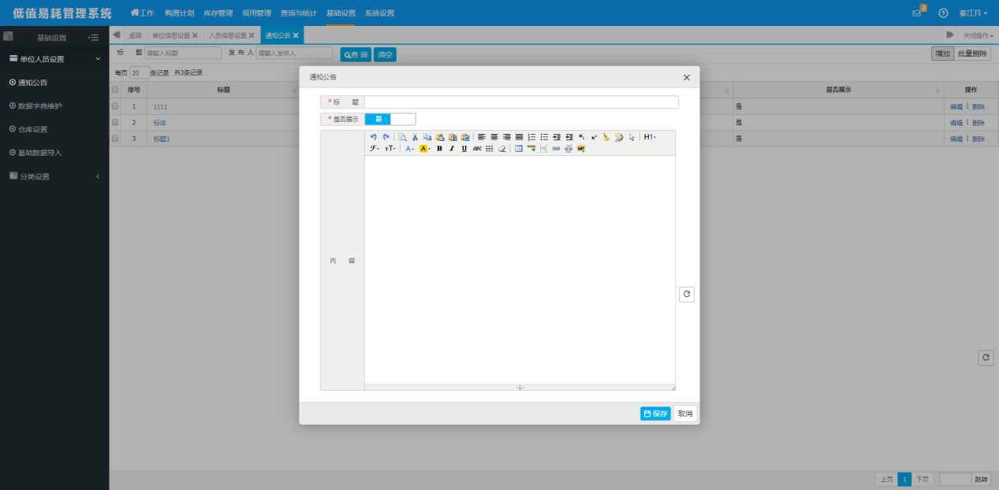 低值易耗管理系统 工作 购置计划 库存管理 领用管理 查询与统计 基础设置 系统设置 2 秦江月
基础设置 桌面 单位信息设置 人员信息设置 通知公告 关闭操作
单位人员设置
通知公告
数据字典维护
仓库设置
基础数据导入
分类设置
标 题 请输入标题 发 布 人 请输入发布人 查 询 清空 增加 批量删除
每页 20 条记录 共3条记录
序号 标题 是否展示 操作
1 1111 是 编辑 | 删除
2 标体 是 编辑 | 删除
3 标题3 是 编辑 | 删除
通知公告
* 标 题
* 是否展示 是
H1
ABC
内 容
保存 取消
上页 1 下页 跳转